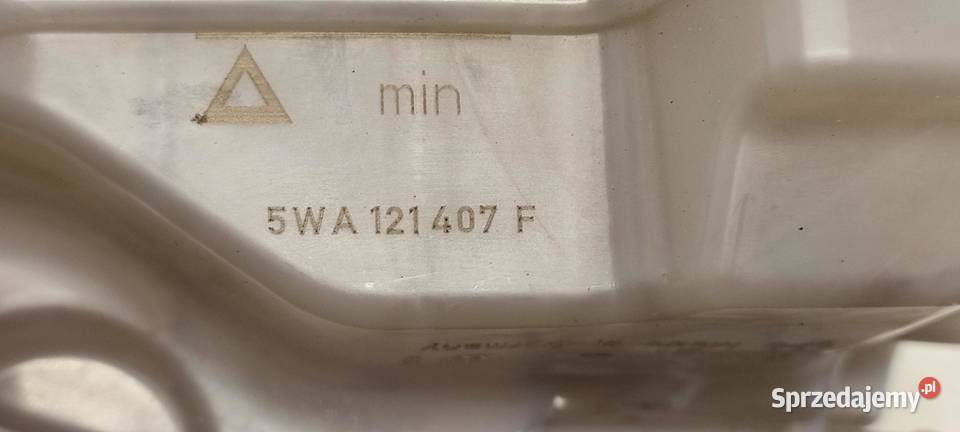 min
5WA 121 407 F
Sprzedajemy.pl